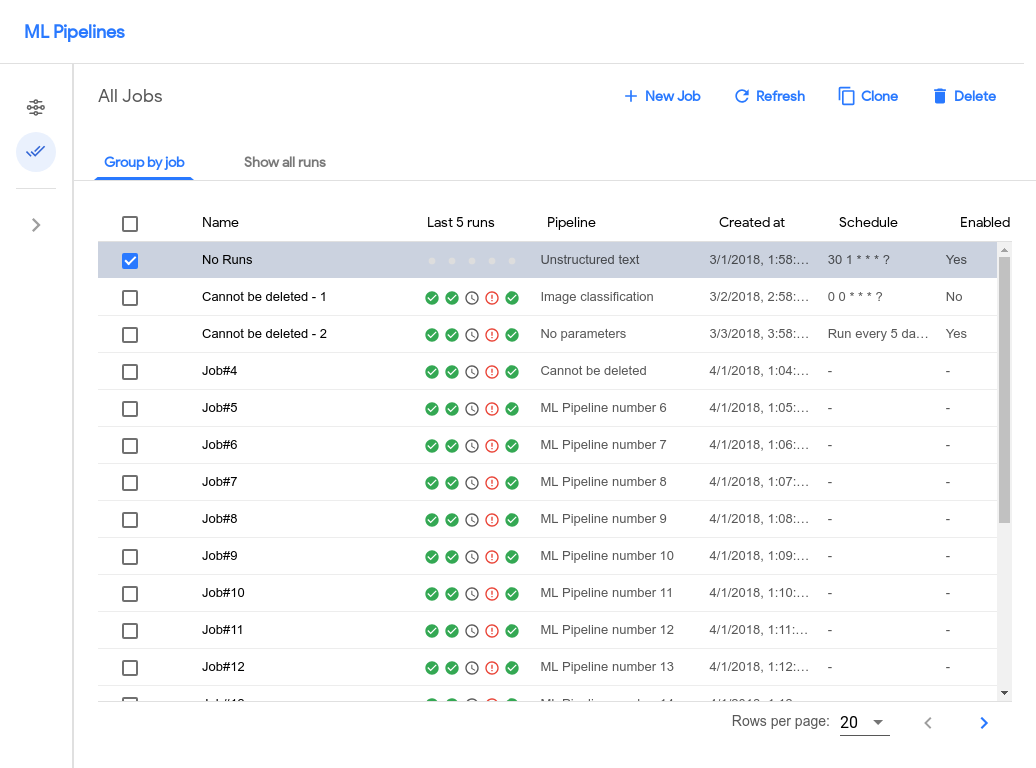 ML Pipelines
All Jobs
New Job
Refresh
Clone
Delete
Group by job
Show all runs
Name Last 5 runs Pipeline Created at Schedule Enabled
No Runs Unstructured text 3/1/2018, 1:58:… 30 1 * * * ? Yes
Cannot be deleted - 1 Image classification 3/2/2018, 2:58:… 0 0 * * * ? No
Cannot be deleted - 2 No parameters 3/3/2018, 3:58:… Run every 5 da… Yes
Job#4 Cannot be deleted 4/1/2018, 1:04:… - -
Job#5 ML Pipeline number 6 4/1/2018, 1:05:… - -
Job#6 ML Pipeline number 7 4/1/2018, 1:06:… - -
Job#7 ML Pipeline number 8 4/1/2018, 1:07:… - -
Job#8 ML Pipeline number 9 4/1/2018, 1:08:… - -
Job#9 ML Pipeline number 10 4/1/2018, 1:09:… - -
Job#10 ML Pipeline number 11 4/1/2018, 1:10:… - -
Job#11 ML Pipeline number 12 4/1/2018, 1:11:… - -
Job#12 ML Pipeline number 13 4/1/2018, 1:12:… - -
Rows per page: 20